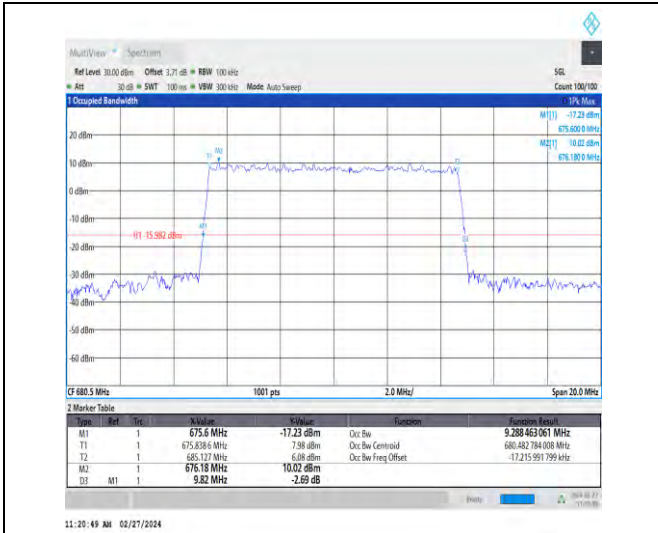 MultiView Spectrum
Ref Level 30.00 dBm Offset 3.71 dB RBW 100 kHz SGL
Att 30 dB SWT 100 ms VBW 300 kHz Mode Auto Sweep Count 100/100
1 Occupied Bandwidth 1Pk Max
M1[1] -17.23 dBm
675.6000 MHz
M2[1] 10.02 dBm
676.1800 MHz
20 dBm
T1 M2 T2
10 dBm
0 dBm
-10 dBm
M1
H1 -15.982 dBm
D3
-20 dBm
-30 dBm
-40 dBm
-50 dBm
-60 dBm
CF 680.5 MHz 1001 pts 2.0 MHz/ Span 20.0 MHz
2 Marker Table
Type Ref Trc X-Value Y-Value Function Function Result
M1 1 675.6 MHz -17.23 dBm Occ Bw 9.288 463 061 MHz
T1 1 675.838 6 MHz 7.98 dBm Occ Bw Centroid 680.482 784 008 MHz
T2 1 685.127 MHz 6.08 dBm Occ Bw Freq Offset -17.215 991 799 kHz
M2 1 676.18 MHz 10.02 dBm
D3 M1 1 9.82 MHz -2.69 dB
11:20:49 AM 02/27/2024